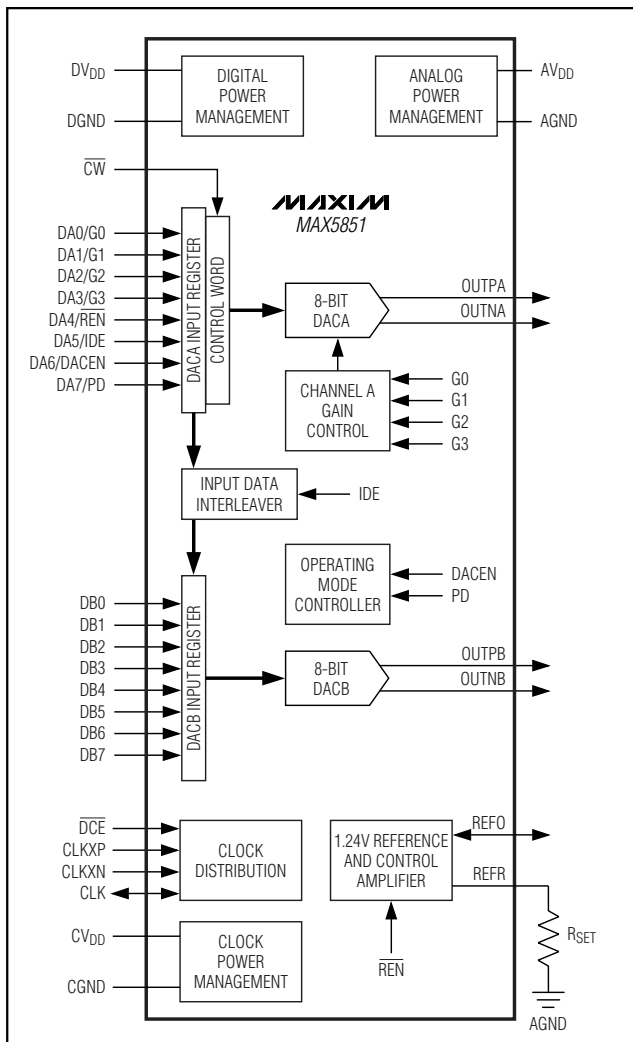 DVDD
DIGITAL
POWER
MANAGEMENT
DGND
ANALOG
POWER
MANAGEMENT
AVDD
AGND
C̅W̅
MAXIM
MAX5851
DA0/G0
DA1/G1
DA2/G2
DA3/G3
DA4/R̅E̅N̅
DA5/IDE
DA6/DACEN
DA7/PD
DACA INPUT REGISTER
CONTROL WORD
8-BIT
DACA
OUTPA
OUTNA
CHANNEL A
GAIN
CONTROL
G0
G1
G2
G3
INPUT DATA
INTERLEAVER
IDE
OPERATING
MODE
CONTROLLER
DACEN
PD
DB0
DB1
DB2
DB3
DB4
DB5
DB6
DB7
DACB INPUT REGISTER
8-BIT
DACB
OUTPB
OUTNB
D̅C̅E̅
CLKXP
CLKXN
CLK
CLOCK
DISTRIBUTION
1.24V REFERENCE
AND CONTROL
AMPLIFIER
REFO
REFR
R̅E̅N̅
RSET
AGND
CVDD
CGND
CLOCK
POWER
MANAGEMENT